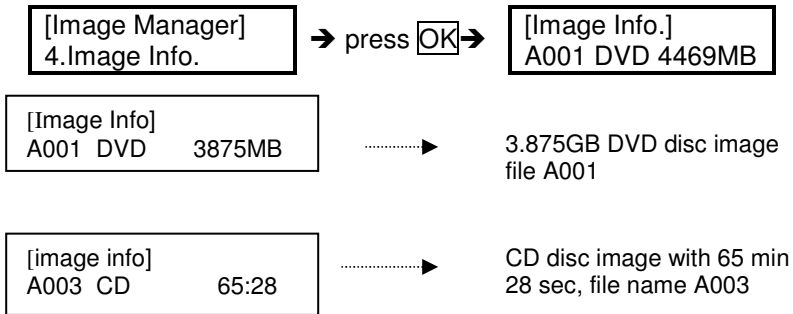 [Image Manager]
4.Image Info.
➔ press OK➔
[Image Info.]
A001 DVD 4469MB
[Image Info]
A001 DVD 3875MB
3.875GB DVD disc image
file A001
[image info]
A003 CD 65:28
CD disc image with 65 min
28 sec, file name A003